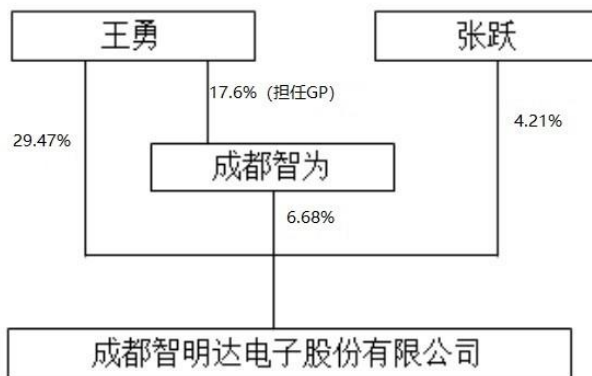 王勇
张跃
17.6%（担任GP）
29.47%
4.21%
成都智为
6.68%
成都智明达电子股份有限公司